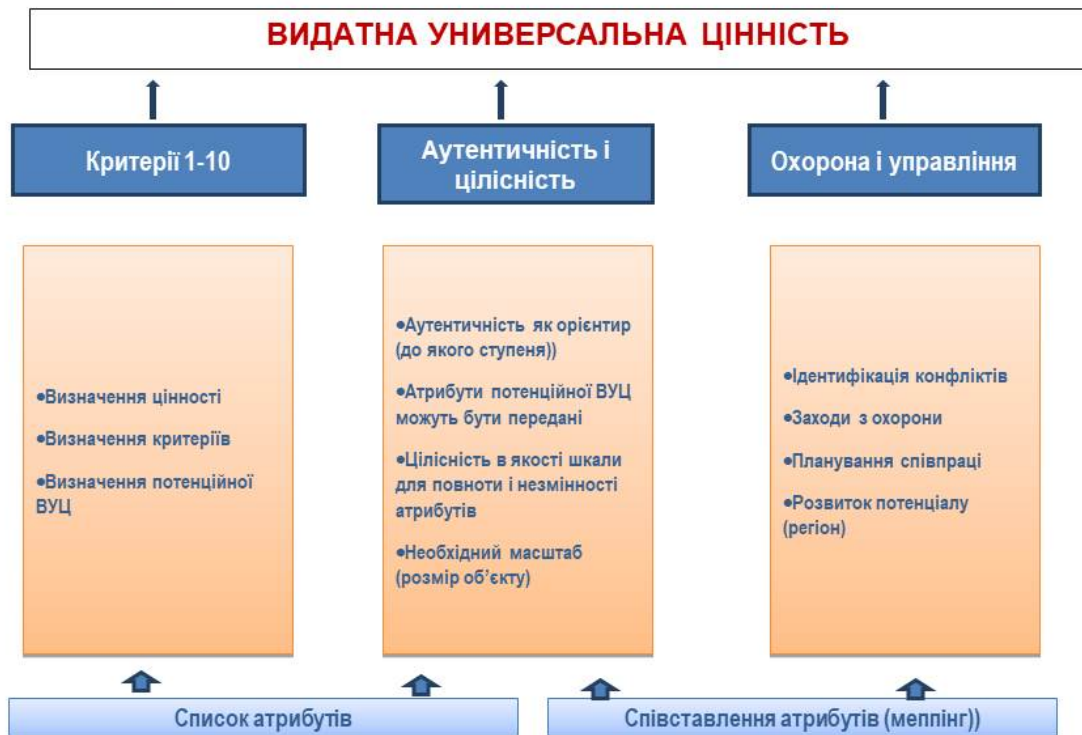 ВИДАТНА УНИВЕРСАЛЬНА ЦІННІСТЬ
Критерії 1-10
Аутентичність і
цілісність
Охорона і управління
•Визначення цінності
•Визначення критеріїв
•Визначення потенційної
ВУЦ
•Аутентичність як орієнтир
(до якого ступеня))
•Атрибути потенційної ВУЦ
можуть бути передані
•Цілісність в якості шкали
для повноти і незмінності
атрибутів
•Необхідний масштаб
(розмір об’єкту)
•Ідентифікація конфліктів
•Заходи з охорони
•Планування співпраці
•Розвиток потенціалу
(регіон)
Список атрибутів
Співставлення атрибутів (меппінг))